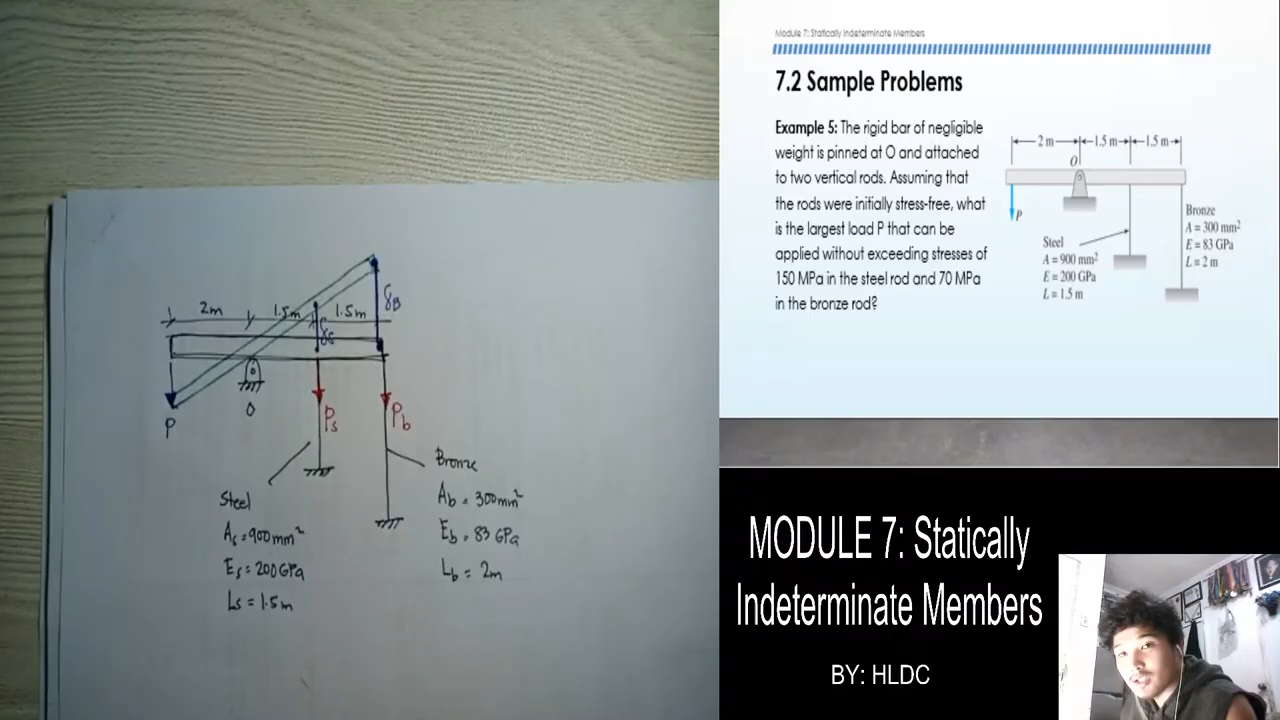 2m 1.5m 1.5m
δB
δs
P
O
Ps
Pb
Steel
As = 900mm²
Es = 200GPa
Ls = 1.5m
Bronze
Ab = 300mm²
Eb = 83 GPa
Lb = 2m
Module 7: Statically Indeterminate Members
7.2 Sample Problems
Example 5: The rigid bar of negligible
weight is pinned at O and attached
to two vertical rods. Assuming that
the rods were initially stress-free, what
is the largest load P that can be
applied without exceeding stresses of
150 MPa in the steel rod and 70 MPa
in the bronze rod?
2 m 1.5 m 1.5 m
O
P
Steel
A = 900 mm²
E = 200 GPa
L = 1.5 m
Bronze
A = 300 mm²
E = 83 GPa
L = 2 m
MODULE 7: Statically
Indeterminate Members
BY: HLDC